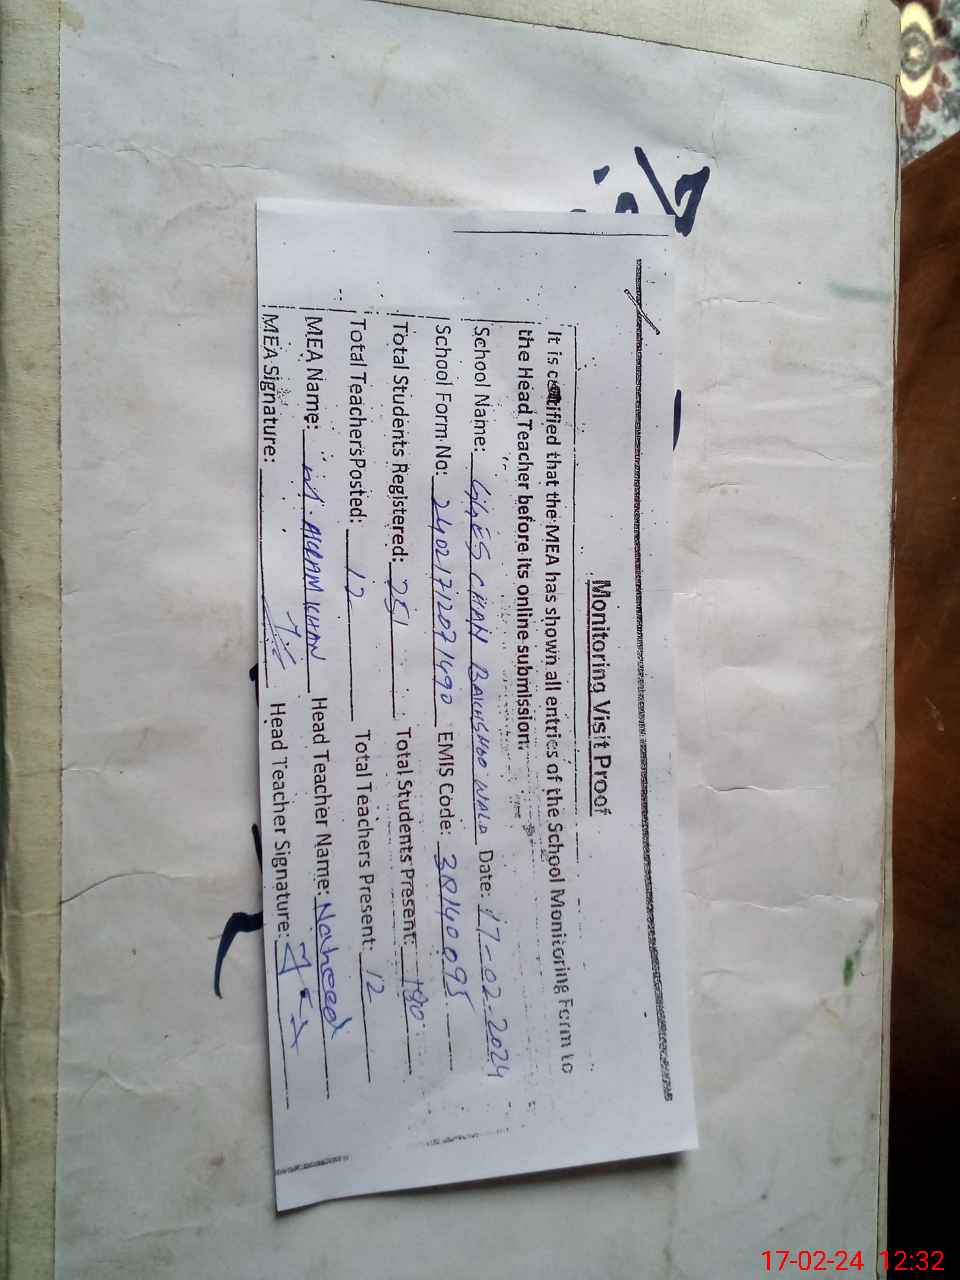 Monitoring Visit Proof
It is certified that the MEA has shown all entries of the School Monitoring Form to
the Head Teacher before its online submission.
School Name: GGES CHAH BAKHSHOO WALA Date: 17-02-2024
School Form No: 24021712071490 EMIS Code: 3R140095
Total Students Registered: 251 Total Students Present: 190
Total Teachers Posted: 12 Total Teachers Present: 12
MEA Name: M. AKRAM KHAN Head Teacher Name: Naheed
MEA Signature: Head Teacher Signature:
17-02-24 12:32